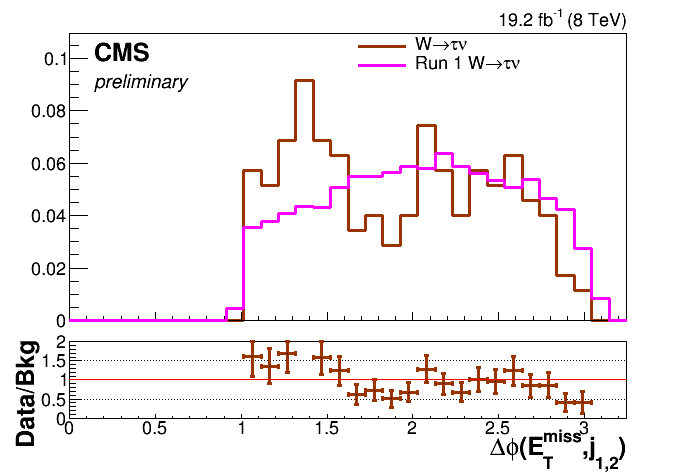 19.2 fb⁻¹ (8 TeV)
CMS
preliminary
W→τν
Run 1 W→τν
0.1
0.08
0.06
0.04
0.02
0
Data/Bkg
2
1.5
1
0.5
0
0 0.5 1 1.5 2 2.5 3
Δϕ(E_T^miss,j_1,2)